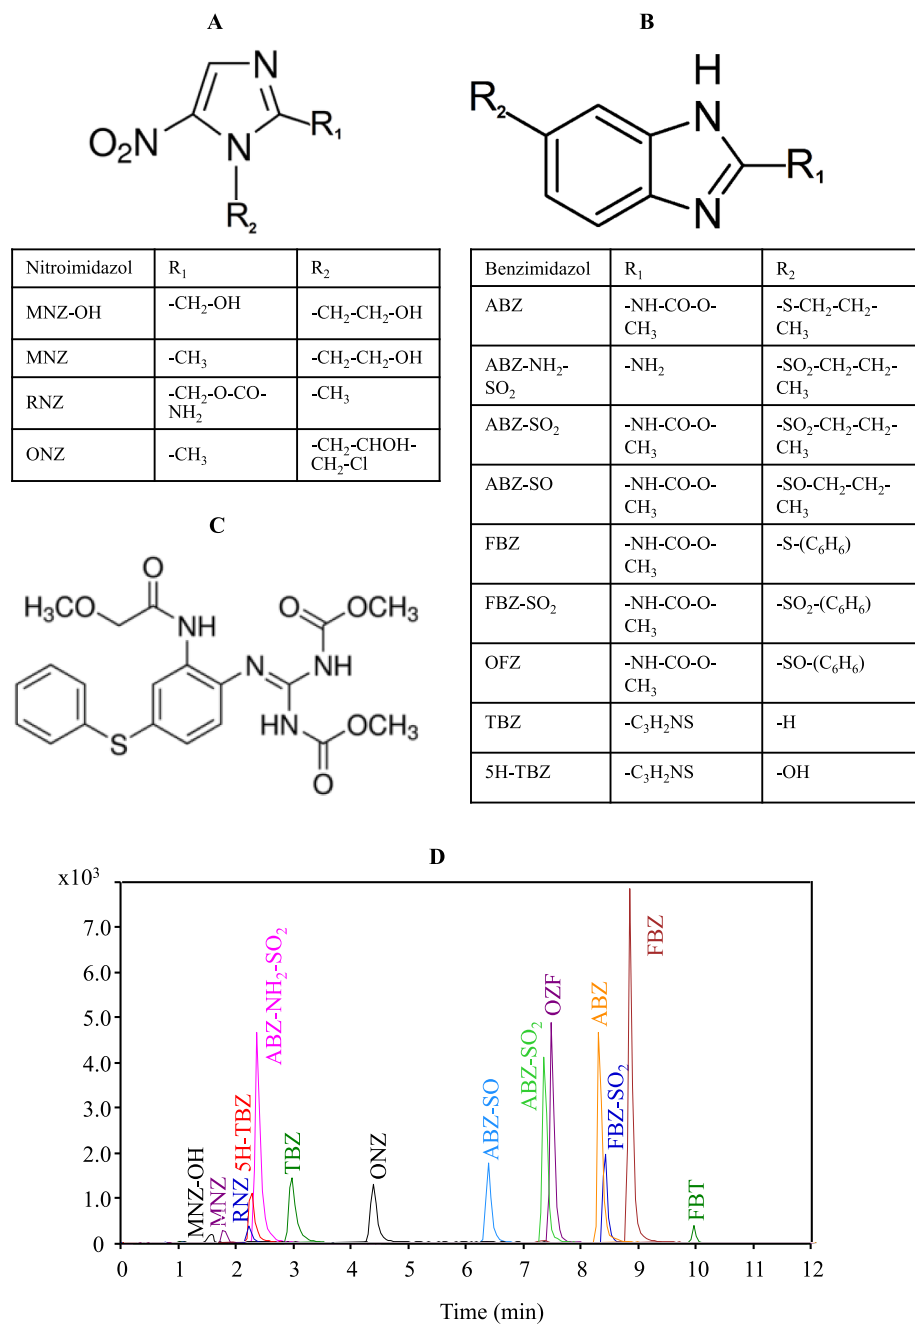 A
B
N
O₂N
N
R₁
R₂
H
R₂
N
R₁
N
Nitroimidazol R₁ R₂
MNZ-OH -CH₂-OH -CH₂-CH₂-OH
MNZ -CH₃ -CH₂-CH₂-OH
RNZ -CH₂-O-CO- -CH₃
NH₂
ONZ -CH₃ -CH₂-CHOH-
CH₂-Cl
Benzimidazol R₁ R₂
ABZ -NH-CO-O- -S-CH₂-CH₂-
CH₃ CH₃
ABZ-NH₂- -NH₂ -SO₂-CH₂-CH₂-
SO₂ CH₃
ABZ-SO₂ -NH-CO-O- -SO₂-CH₂-CH₂-
CH₃ CH₃
ABZ-SO -NH-CO-O- -SO-CH₂-CH₂-
CH₃ CH₃
FBZ -NH-CO-O- -S-(C₆H₆)
CH₃
FBZ-SO₂ -NH-CO-O- -SO₂-(C₆H₆)
CH₃
OFZ -NH-CO-O- -SO-(C₆H₆)
CH₃
TBZ -C₃H₂NS -H
5H-TBZ -C₃H₂NS -OH
C
O
H₃CO
NH
O
OCH₃
N
NH
HN
OCH₃
O
S
D
x10³
7.0
6.0
5.0
4.0
3.0
2.0
1.0
0
MNZ-OH
MNZ
RNZ
5H-TBZ
ABZ-NH₂-SO₂
TBZ
ONZ
ABZ-SO
ABZ-SO₂
OZF
ABZ
FBZ-SO₂
FBZ
FBT
0 1 2 3 4 5 6 7 8 9 10 11 12
Time (min)